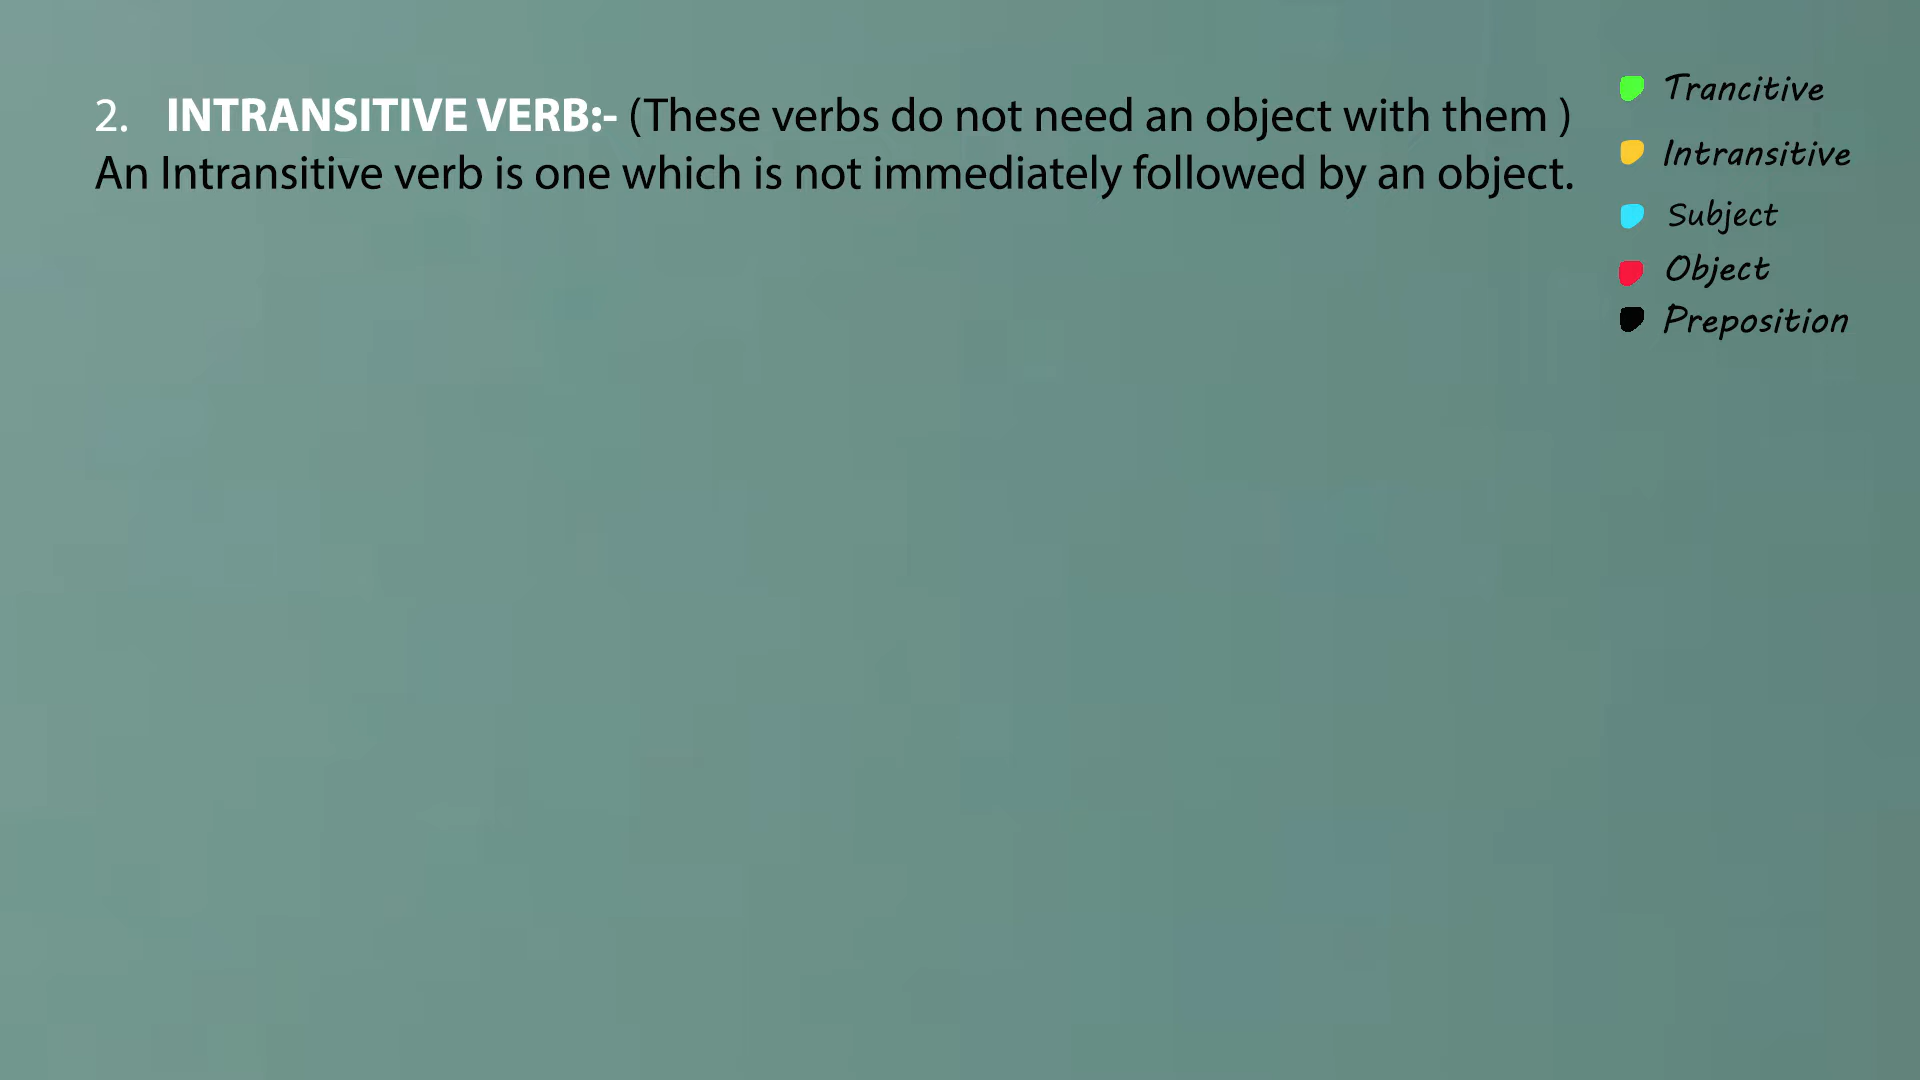 2. INTRANSITIVE VERB:- (These verbs do not need an object with them )
An Intransitive verb is one which is not immediately followed by an object.
Trancitive
Intransitive
Subject
Object
Preposition